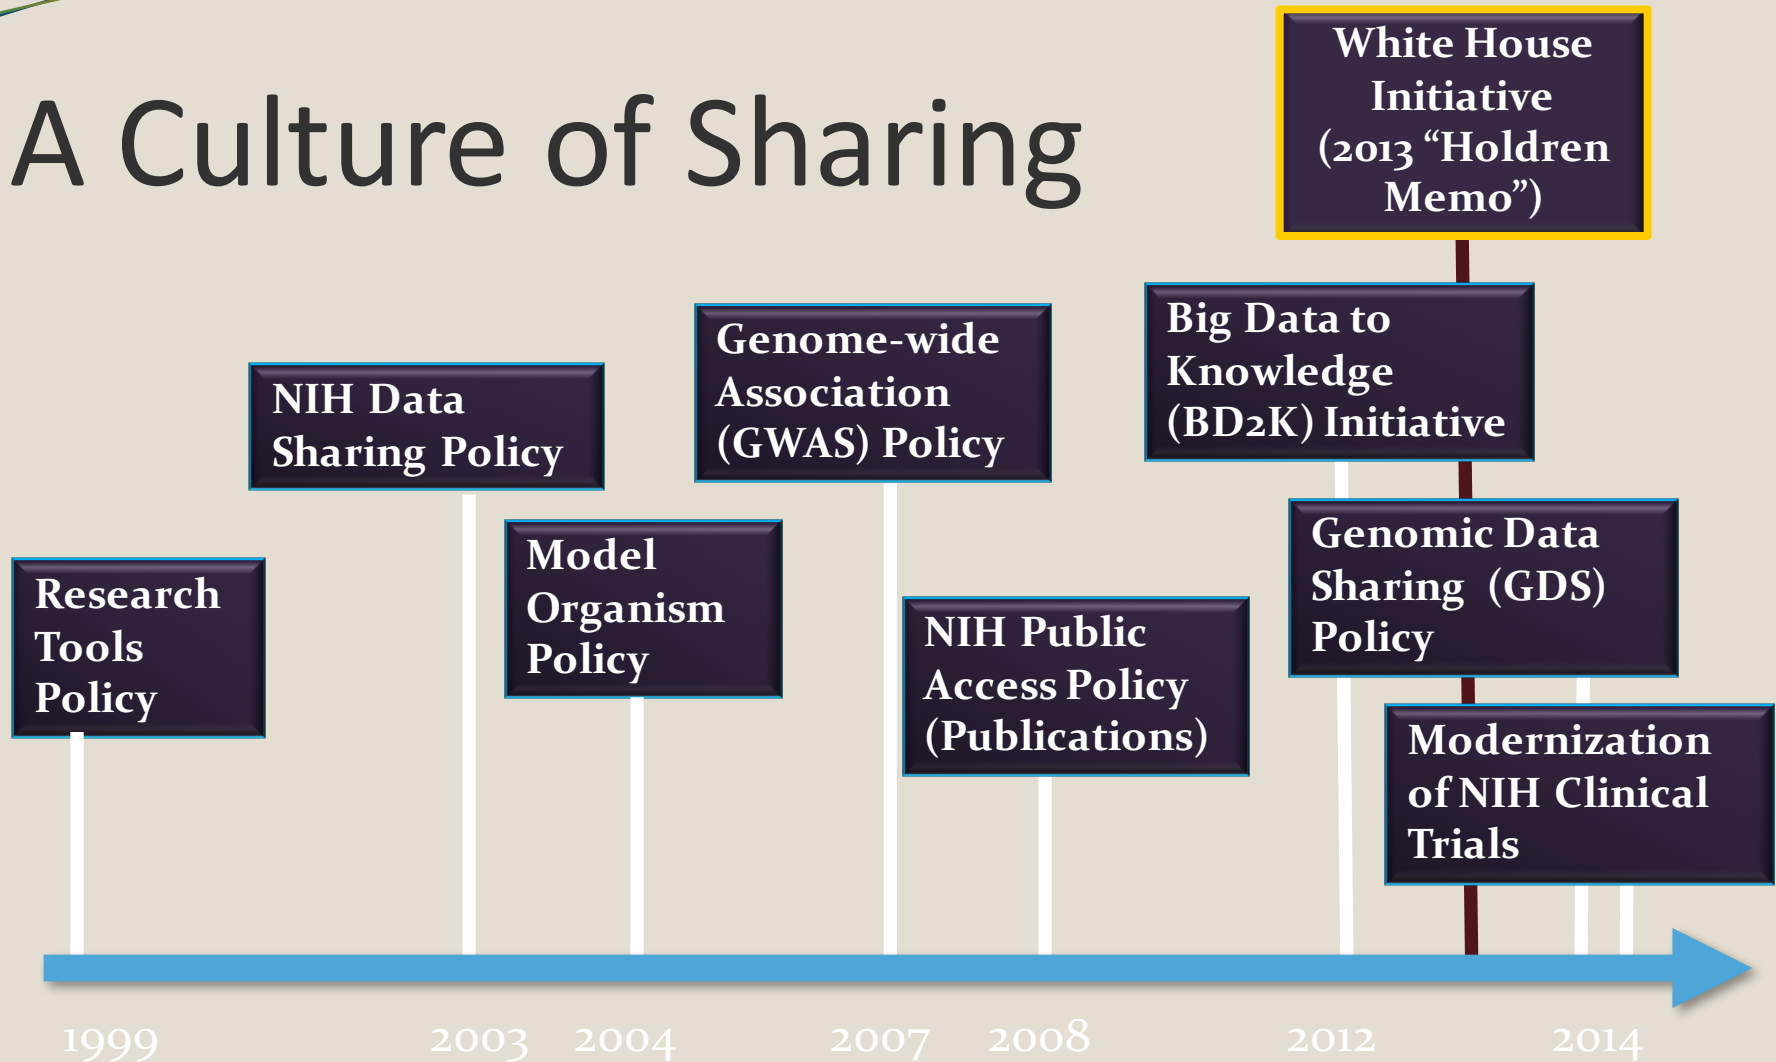 A Culture of Sharing
White House
Initiative
(2013 “Holdren
Memo”)
Big Data to
Knowledge
(BD2K) Initiative
Genome-wide
Association
(GWAS) Policy
NIH Data
Sharing Policy
Genomic Data
Sharing (GDS)
Policy
Model
Organism
Policy
Research
Tools
Policy
NIH Public
Access Policy
(Publications)
Modernization
of NIH Clinical
Trials
1999 2003 2004 2007 2008 2012 2014